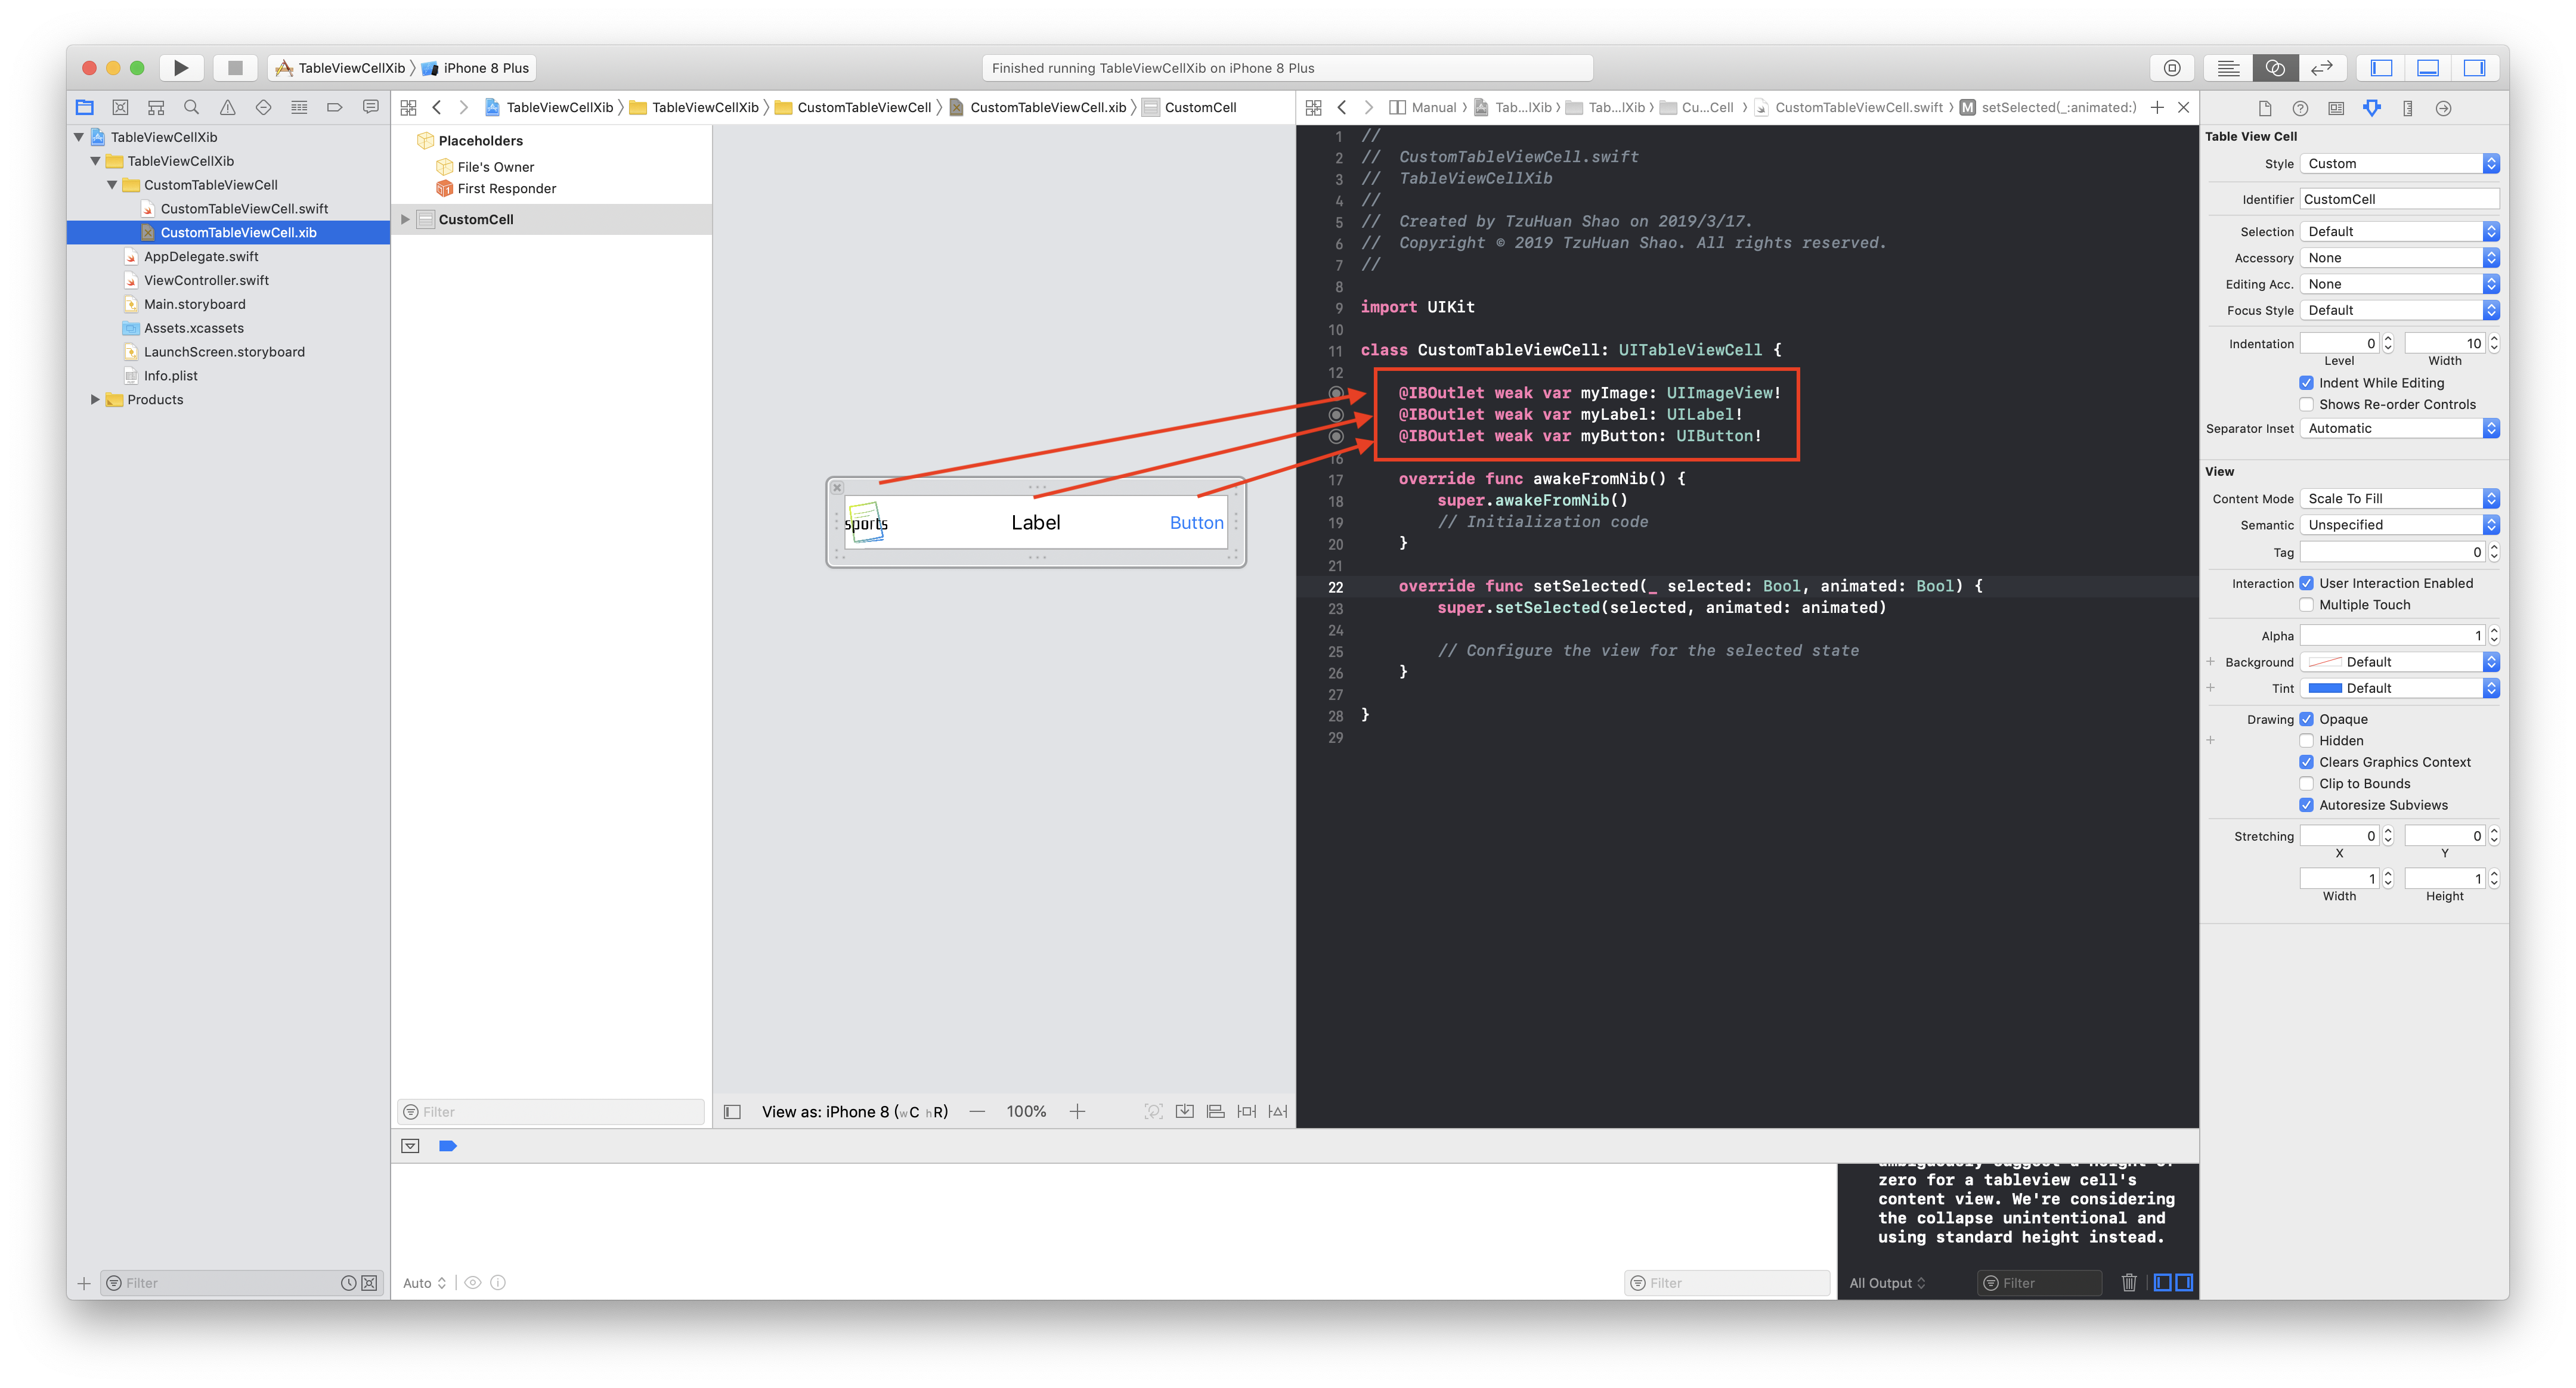 TableViewCellXib 〉 iPhone 8 Plus
Finished running TableViewCellXib on iPhone 8 Plus
TableViewCellXib
TableViewCellXib
CustomTableViewCell
CustomTableViewCell.swift
CustomTableViewCell.xib
AppDelegate.swift
ViewController.swift
Main.storyboard
Assets.xcassets
LaunchScreen.storyboard
Info.plist
Products
Filter
TableViewCellXib 〉 TableViewCellXib 〉 CustomTableViewCell 〉 CustomTableViewCell.xib 〉 CustomCell
Placeholders
File's Owner
First Responder
CustomCell
Filter
sports
Label
Button
View as: iPhone 8 (wC hR)
100%
Manual 〉 Tab...lXib 〉 Tab...lXib 〉 Cu...Cell 〉 CustomTableViewCell.swift 〉 M setSelected(_:animated:)
1 //
2 // CustomTableViewCell.swift
3 // TableViewCellXib
4 //
5 // Created by TzuHuan Shao on 2019/3/17.
6 // Copyright © 2019 TzuHuan Shao. All rights reserved.
7 //
8
9 import UIKit
10
11 class CustomTableViewCell: UITableViewCell {
12
@IBOutlet weak var myImage: UIImageView!
@IBOutlet weak var myLabel: UILabel!
@IBOutlet weak var myButton: UIButton!
16
17 override func awakeFromNib() {
18 super.awakeFromNib()
19 // Initialization code
20 }
21
22 override func setSelected(_ selected: Bool, animated: Bool) {
23 super.setSelected(selected, animated: animated)
24
25 // Configure the view for the selected state
26 }
27
28 }
29
Auto
Filter
zero for a tableview cell's
content view. We're considering
the collapse unintentional and
using standard height instead.
All Output
Filter
Table View Cell
Style Custom
Identifier CustomCell
Selection Default
Accessory None
Editing Acc. None
Focus Style Default
Indentation 0 10
Level Width
Indent While Editing
Shows Re-order Controls
Separator Inset Automatic
View
Content Mode Scale To Fill
Semantic Unspecified
Tag 0
Interaction User Interaction Enabled
Multiple Touch
Alpha 1
Background Default
Tint Default
Drawing Opaque
Hidden
Clears Graphics Context
Clip to Bounds
Autoresize Subviews
Stretching 0 0
X Y
1 1
Width Height